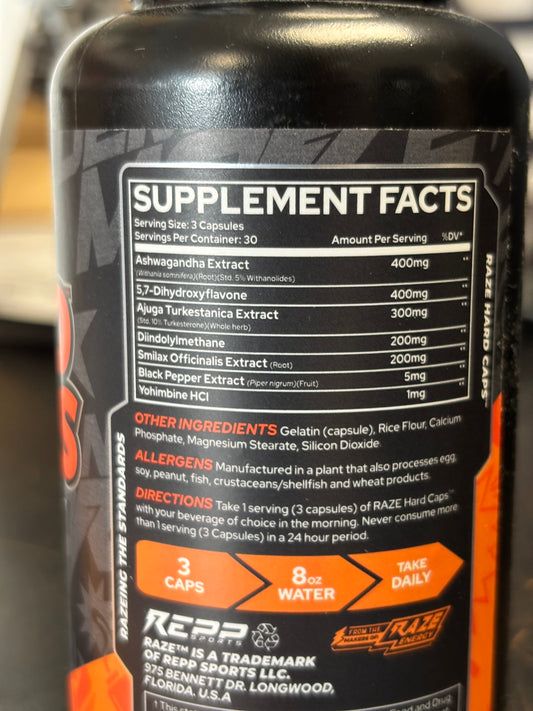 SUPPLEMENT FACTS
Serving Size: 3 Capsules
Servings Per Container: 30 Amount Per Serving %DV*
Ashwagandha Extract 400mg **
(Withania somnifera)(Root)(Std. 5% Withanolides)
5,7-Dihydroxyflavone 400mg **
Ajuga Turkestanica Extract 300mg **
(Std. 10% Turkesterone)(Whole herb)
Diindolylmethane 200mg **
Smilax Officinalis Extract (Root) 200mg **
Black Pepper Extract (Piper nigrum)(Fruit) 5mg **
Yohimbine HCl 1mg **
OTHER INGREDIENTS Gelatin (capsule), Rice Flour, Calcium
Phosphate, Magnesium Stearate, Silicon Dioxide
ALLERGENS Manufactured in a plant that also processes egg,
soy, peanut, fish, crustaceans/shellfish and wheat products.
DIRECTIONS Take 1 serving (3 capsules) of RAZE Hard Caps™
with your beverage of choice in the morning. Never consume more
than 1 serving (3 Capsules) in a 24 hour period.
3
CAPS
8oz
WATER
TAKE
DAILY
REPP
SPORTS
FROM THE
MAKERS OF
RAZE
ENERGY
RAZE™ IS A TRADEMARK
OF REPP SPORTS LLC.
975 BENNETT DR. LONGWOOD,
FLORIDA. U.S.A
RAZEING THE STANDARDS
RAZE HARD CAPS™